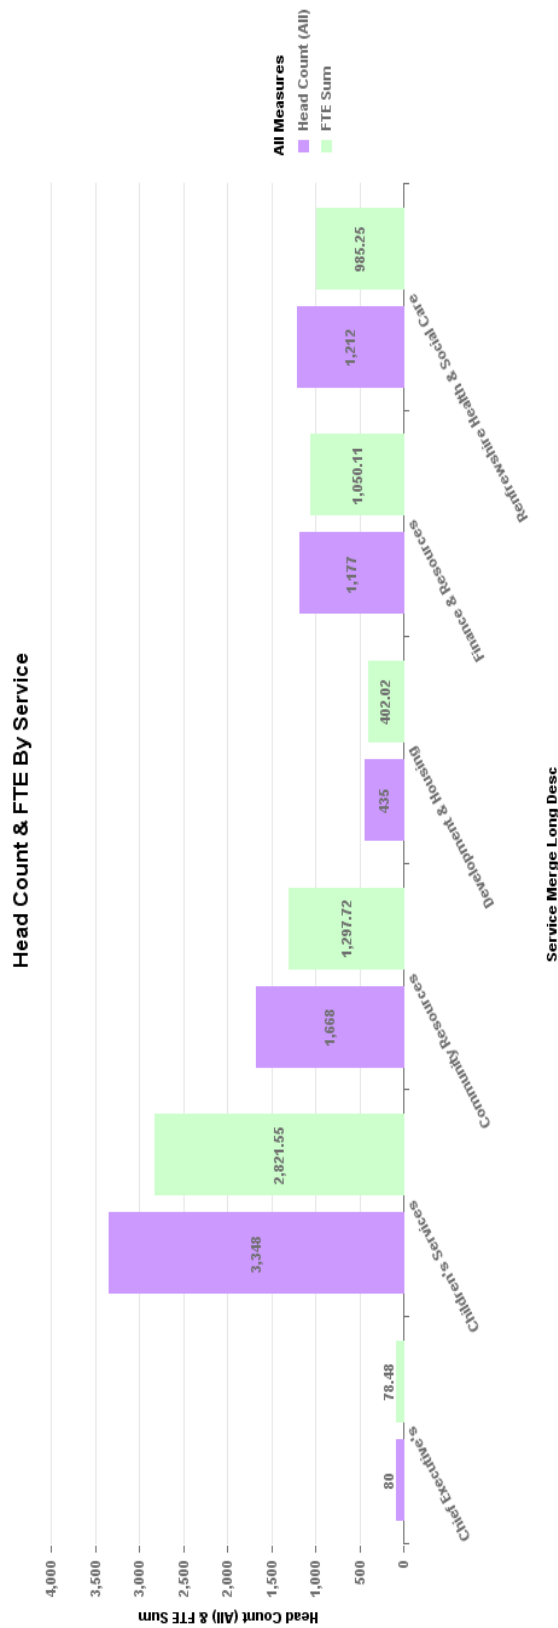 Head Count & FTE By Service
Head Count (All) & FTE Sum
4,000
3,500
3,000
2,500
2,000
1,500
1,000
500
0
80
78.48
3,348
2,821.55
1,668
1,297.72
435
402.02
1,177
1,050.11
1,212
985.25
Chief Executive's
Children's Services
Community Resources
Development & Housing
Finance & Resources
Renfrewshire Health & Social Care
Service Merge Long Desc
All Measures
Head Count (All)
FTE Sum